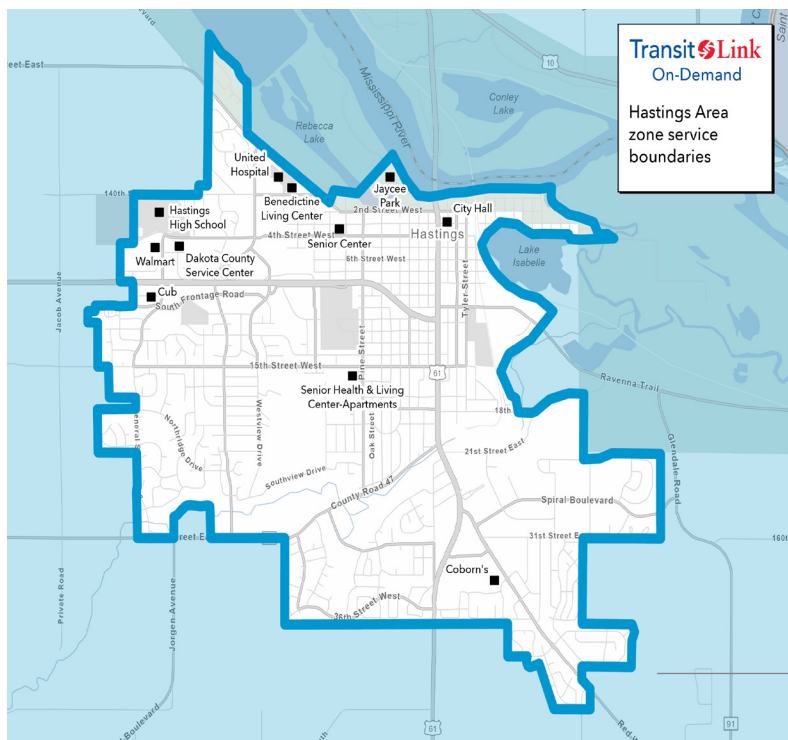 Transit Link
On-Demand
Hastings Area
zone service
boundaries
10
Mississippi River
Conley
Lake
Rebecca
Lake
United
Hospital
Benedictine
Living Center
Jaycee
Park
140th
Hastings
High School
2nd Street West
City Hall
Hastings
4th Street West
Senior Center
Walmart
Dakota County
Service Center
6th Street West
Lake
Isabelle
Tyler Street
Cub
South Frontage Road
Jacob Avenue
Pine Street
15th Street West
61
Ravenna Trail
Senior Health & Living
Center-Apartments
18th
Northridge Drive
Westview Drive
Oak Street
21st Street East
Glendale Road
Southview Drive
County Road 47
Spiral Boulevard
31st Street E
160th
Coborn's
Private Road
Jorgen Avenue
36th Street West
61
91